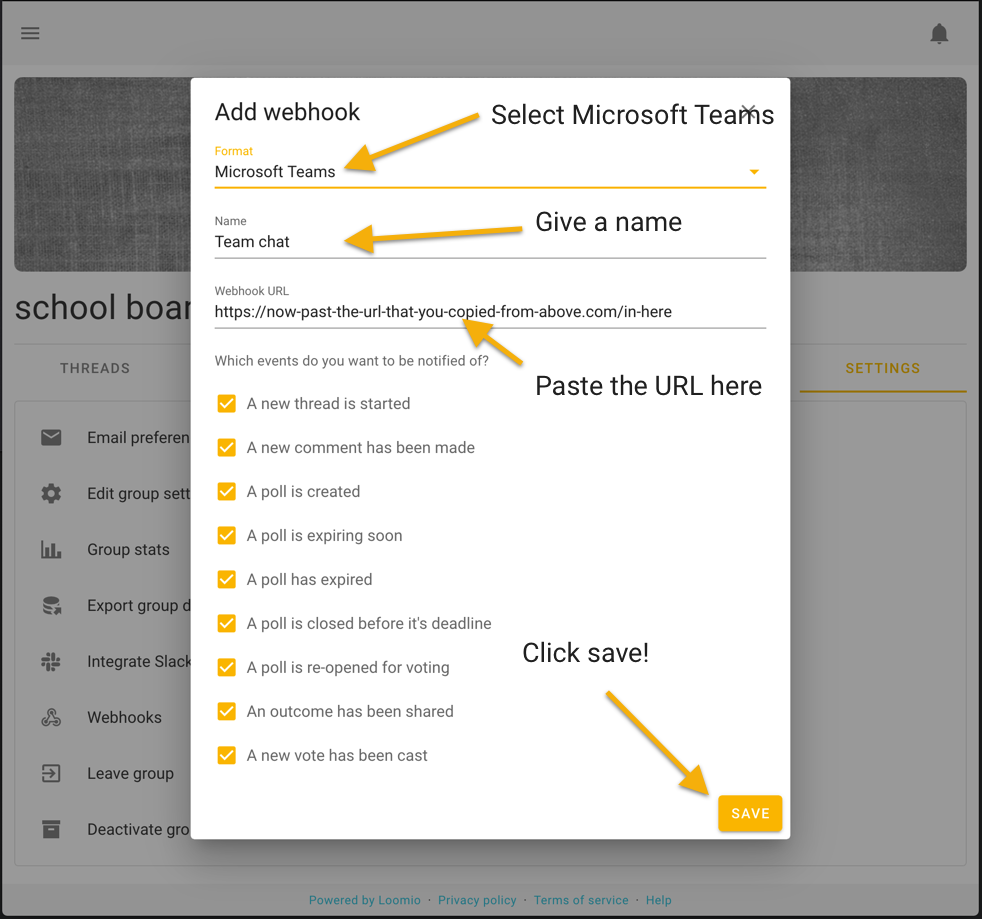 Add webhook
Select Microsoft Teams
Format
Microsoft Teams
Name
Give a name
Team chat
Webhook URL
https://now-past-the-url-that-you-copied-from-above.com/in-here
school boar
THREADS
SETTINGS
Which events do you want to be notified of?
Paste the URL here
A new thread is started
Email preferen
A new comment has been made
Edit group sett
A poll is created
A poll is expiring soon
Group stats
A poll has expired
Export group d
A poll is closed before it's deadline
Click save!
Integrate Slack
A poll is re-opened for voting
Webhooks
An outcome has been shared
A new vote has been cast
Leave group
SAVE
Deactivate gro
Powered by Loomio · Privacy policy · Terms of service · Help